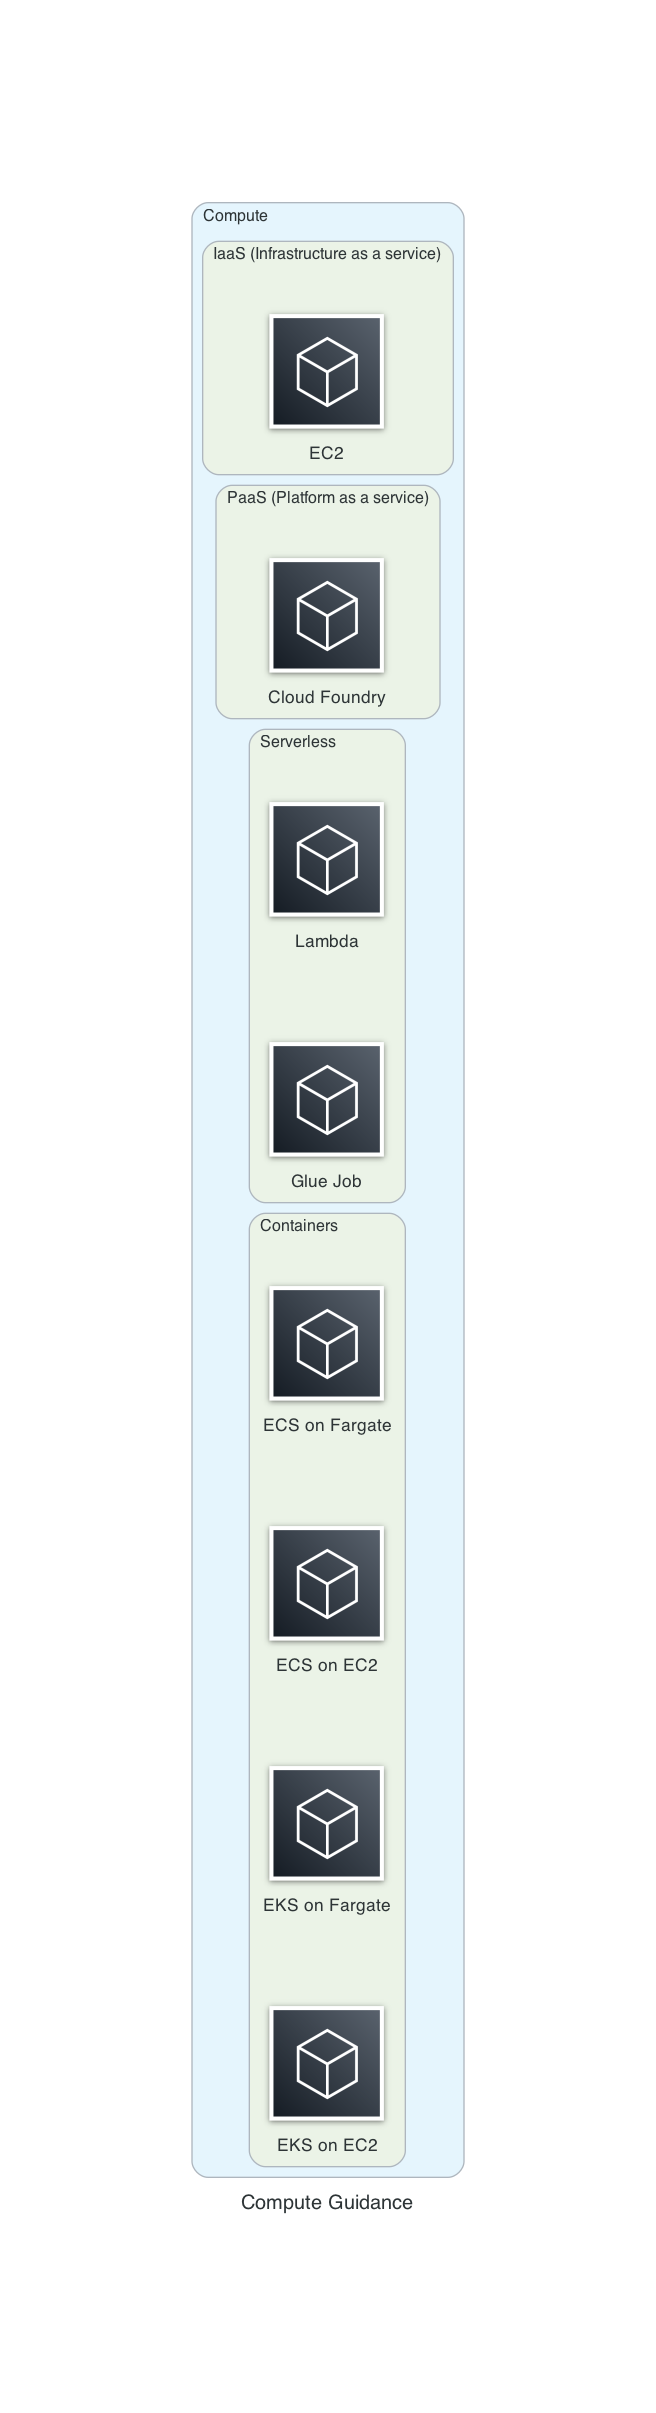 Compute
IaaS (Infrastructure as a service)
EC2
PaaS (Platform as a service)
Cloud Foundry
Serverless
Lambda
Glue Job
Containers
ECS on Fargate
ECS on EC2
EKS on Fargate
EKS on EC2
Compute Guidance